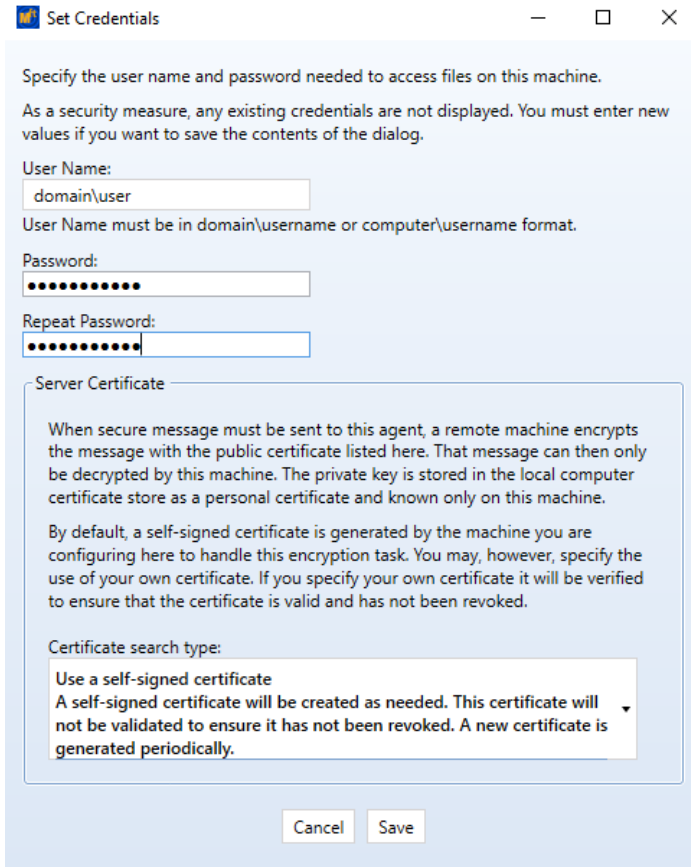 Set Credentials
Specify the user name and password needed to access files on this machine.
As a security measure, any existing credentials are not displayed. You must enter new
values if you want to save the contents of the dialog.
User Name:
domain\user
User Name must be in domain\username or computer\username format.
Password:
●●●●●●●●●●●
Repeat Password:
●●●●●●●●●●●
Server Certificate
When secure message must be sent to this agent, a remote machine encrypts
the message with the public certificate listed here. That message can then only
be decrypted by this machine. The private key is stored in the local computer
certificate store as a personal certificate and known only on this machine.
By default, a self-signed certificate is generated by the machine you are
configuring here to handle this encryption task. You may, however, specify the
use of your own certificate. If you specify your own certificate it will be verified
to ensure that the certificate is valid and has not been revoked.
Certificate search type:
Use a self-signed certificate
A self-signed certificate will be created as needed. This certificate will
not be validated to ensure it has not been revoked. A new certificate is
generated periodically.
Cancel Save